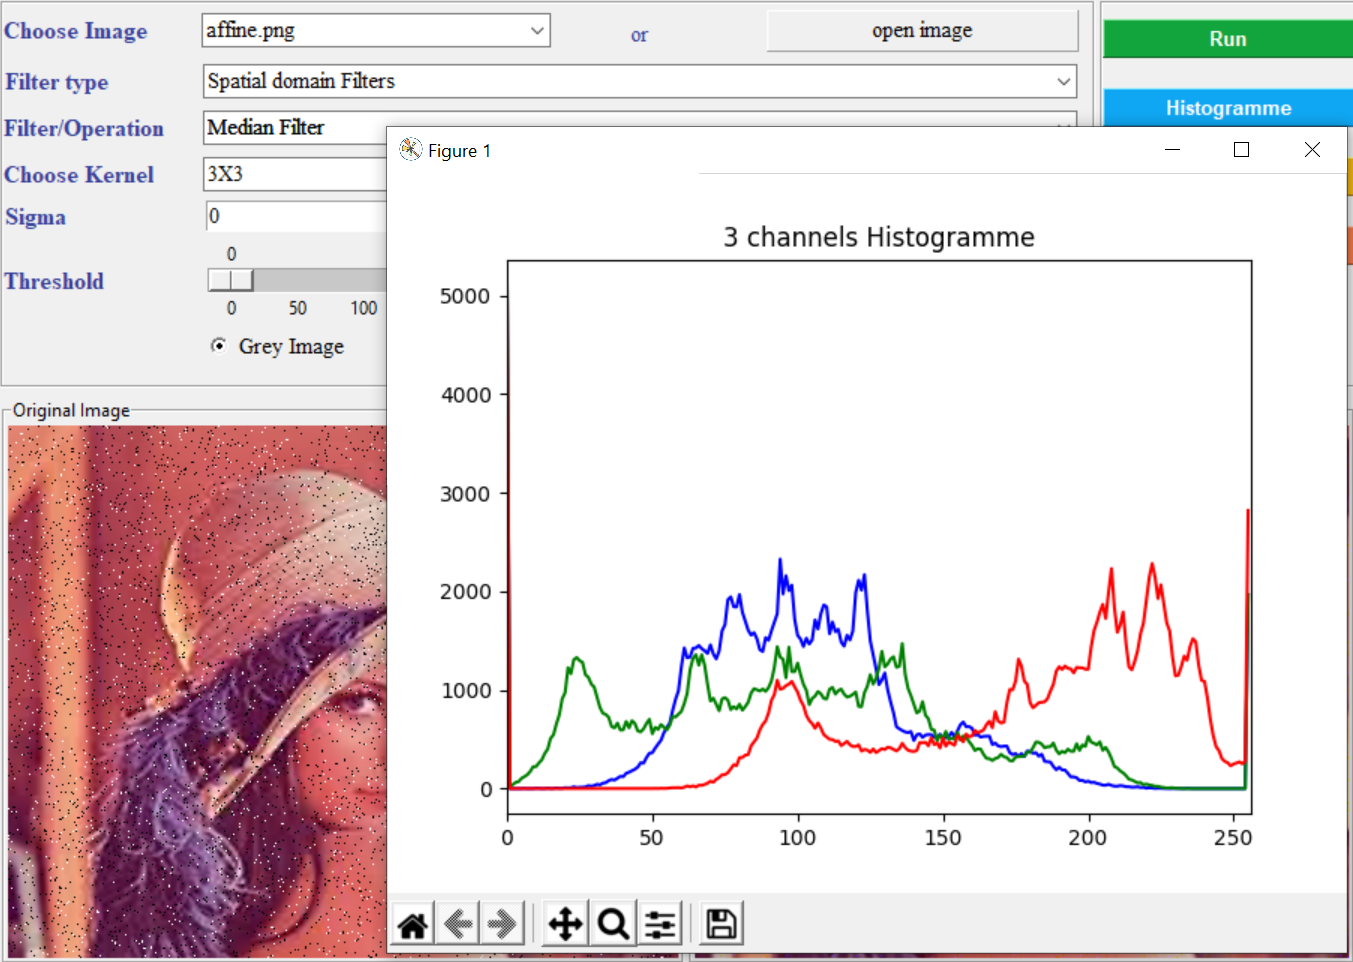 Choose Image affine.png or open image Run
Filter type Spatial domain Filters
Histogramme
Filter/Operation Median Filter
Choose Kernel 3X3
Sigma 0
0
Threshold
0 50 100
Grey Image
Original Image
Figure 1
3 channels Histogramme
5000
4000
3000
2000
1000
0
0 50 100 150 200 250